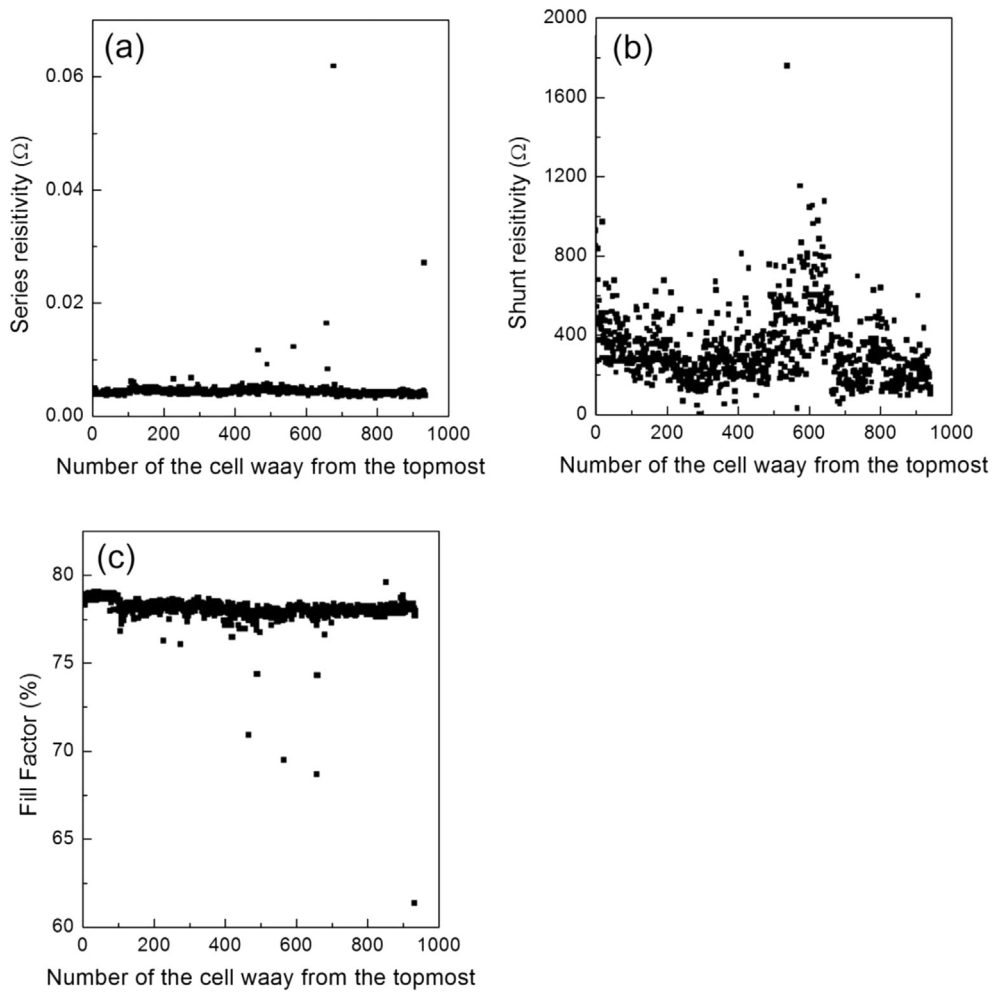 (a)
Series reisitivity (Ω)
0.06
0.04
0.02
0.00
0 200 400 600 800 1000
Number of the cell waay from the topmost
(b)
Shunt reisitivity (Ω)
2000
1600
1200
800
400
0
0 200 400 600 800 1000
Number of the cell waay from the topmost
(c)
Fill Factor (%)
80
75
70
65
60
0 200 400 600 800 1000
Number of the cell waay from the topmost